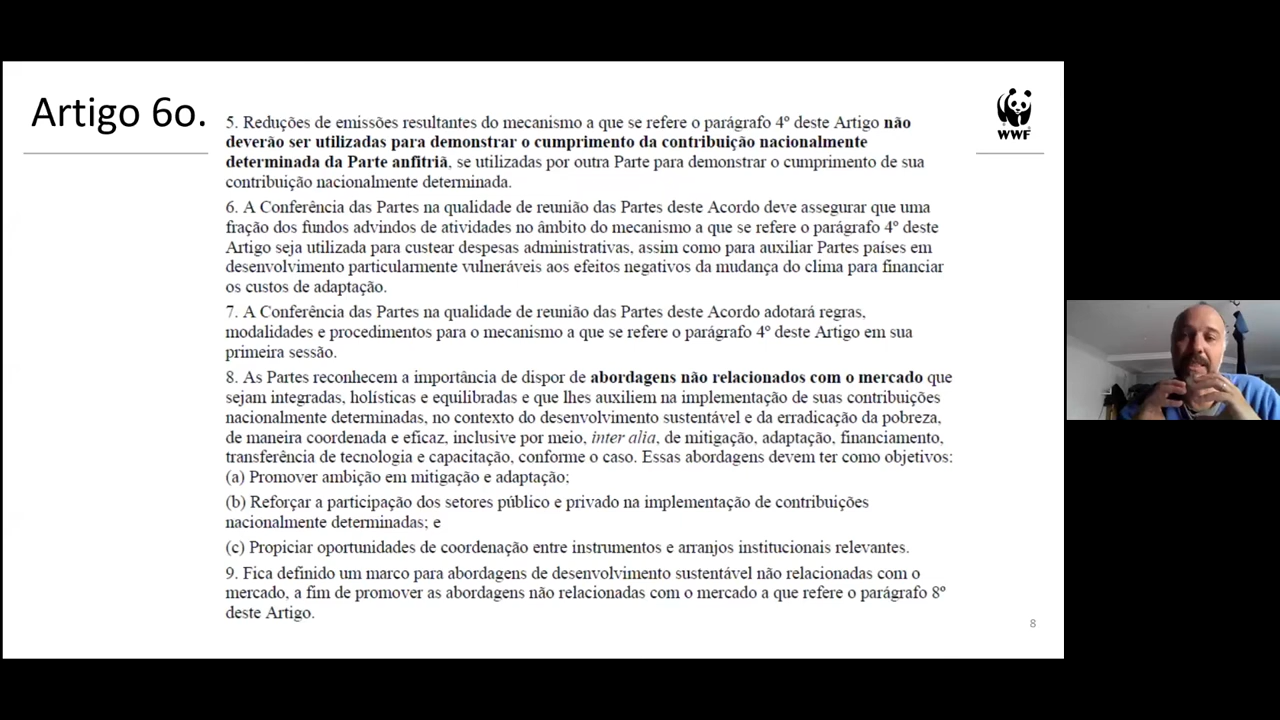 Artigo 6o.
WWF
5. Reduções de emissões resultantes do mecanismo a que se refere o parágrafo 4º deste Artigo não
deverão ser utilizadas para demonstrar o cumprimento da contribuição nacionalmente
determinada da Parte anfitriã, se utilizadas por outra Parte para demonstrar o cumprimento de sua
contribuição nacionalmente determinada.
6. A Conferência das Partes na qualidade de reunião das Partes deste Acordo deve assegurar que uma
fração dos fundos advindos de atividades no âmbito do mecanismo a que se refere o parágrafo 4º deste
Artigo seja utilizada para custear despesas administrativas, assim como para auxiliar Partes países em
desenvolvimento particularmente vulneráveis aos efeitos negativos da mudança do clima para financiar
os custos de adaptação.
7. A Conferência das Partes na qualidade de reunião das Partes deste Acordo adotará regras,
modalidades e procedimentos para o mecanismo a que se refere o parágrafo 4º deste Artigo em sua
primeira sessão.
8. As Partes reconhecem a importância de dispor de abordagens não relacionados com o mercado que
sejam integradas, holísticas e equilibradas e que lhes auxiliem na implementação de suas contribuições
nacionalmente determinadas, no contexto do desenvolvimento sustentável e da erradicação da pobreza,
de maneira coordenada e eficaz, inclusive por meio, inter alia, de mitigação, adaptação, financiamento,
transferência de tecnologia e capacitação, conforme o caso. Essas abordagens devem ter como objetivos:
(a) Promover ambição em mitigação e adaptação;
(b) Reforçar a participação dos setores público e privado na implementação de contribuições
nacionalmente determinadas; e
(c) Propiciar oportunidades de coordenação entre instrumentos e arranjos institucionais relevantes.
9. Fica definido um marco para abordagens de desenvolvimento sustentável não relacionadas com o
mercado, a fim de promover as abordagens não relacionadas com o mercado a que refere o parágrafo 8º
deste Artigo.
8